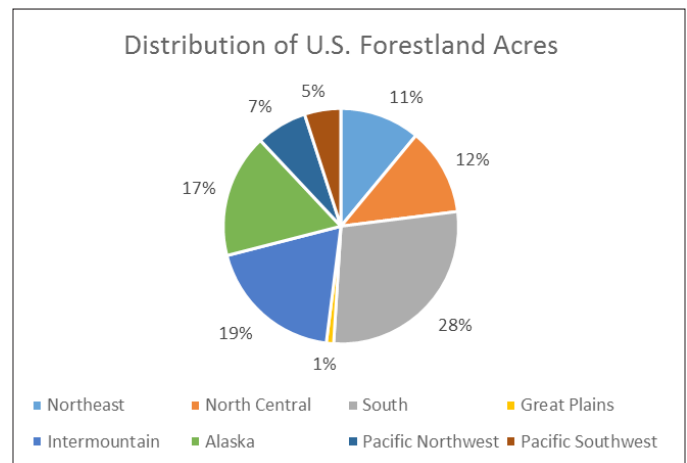 Distribution of U.S. Forestland Acres
5%
11%
7%
12%
17%
28%
19%
1%
Northeast North Central South Great Plains
Intermountain Alaska Pacific Northwest Pacific Southwest